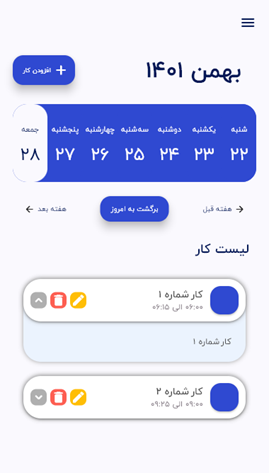 بهمن ۱۴۰۱
افزودن کار
شنبه یکشنبه دوشنبه سه‌شنبه چهارشنبه پنجشنبه جمعه
۲۲ ۲۳ ۲۴ ۲۵ ۲۶ ۲۷ ۲۸
هفته قبل برگشت به امروز هفته بعد
لیست کار
کار شماره ۱
۰۶:۰۰ الی ۰۶:۱۵
کار شماره ۱
کار شماره ۲
۰۹:۰۰ الی ۰۹:۲۵